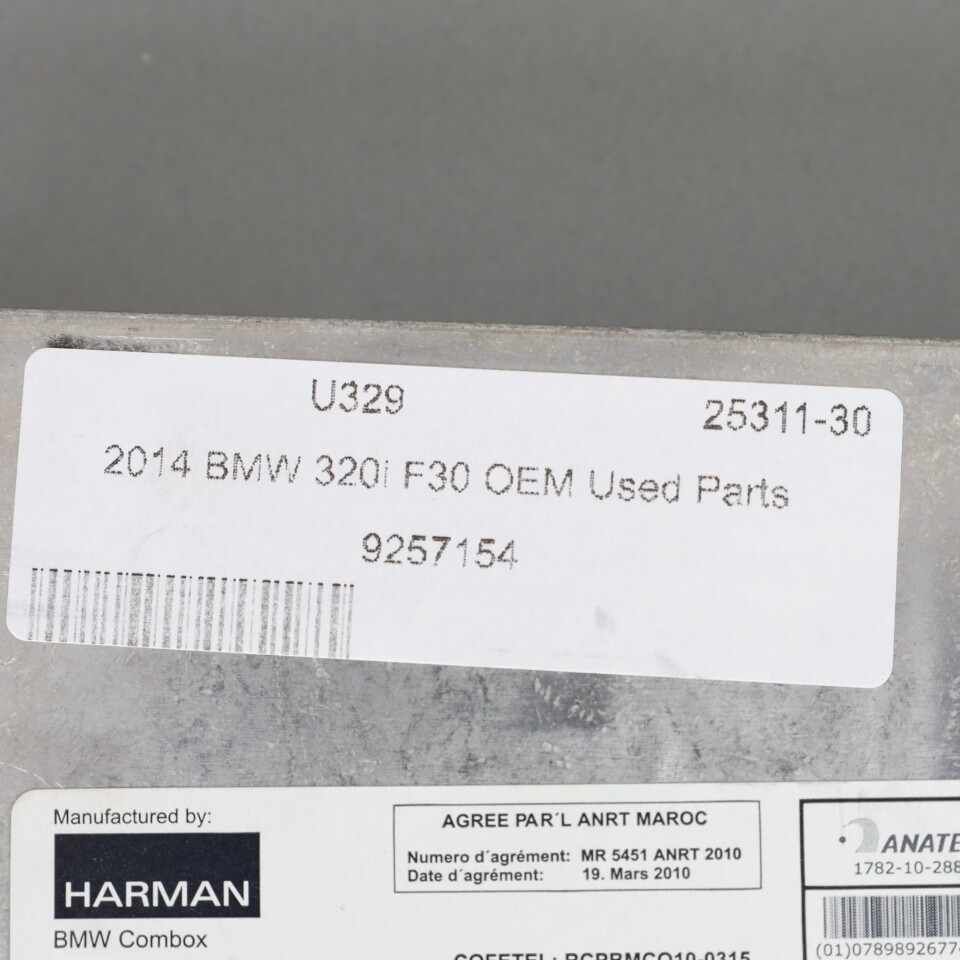 U329 25311-30
2014 BMW 320i F30 OEM Used Parts
9257154
Manufactured by:
HARMAN
BMW Combox
AGREE PAR´L ANRT MAROC
Numero d´agrément: MR 5451 ANRT 2010
Date d´agrément: 19. Mars 2010
ANATE
1782-10-288